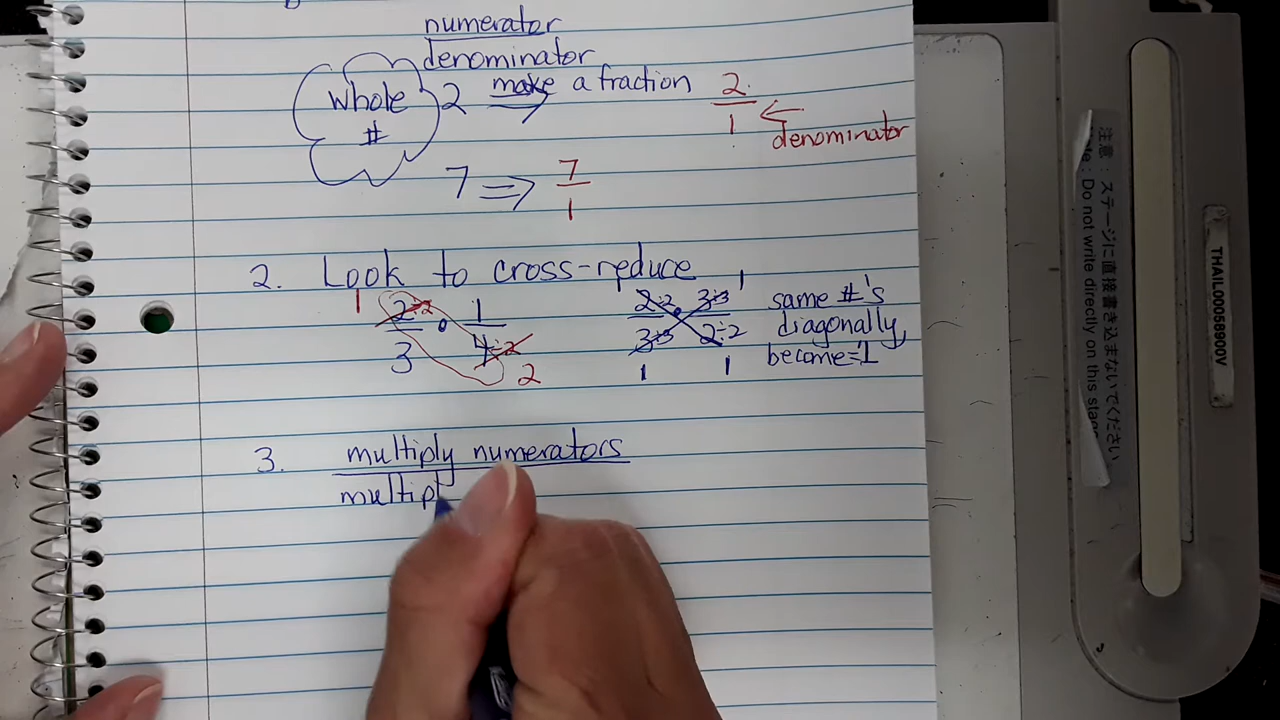 numerator
denominator
whole # 2 ⇒ make a fraction 2/1 ← denominator
7 ⇒ 7/1
2. Look to cross-reduce
1 2÷2/3 · 1/4÷2 2
2÷2/3÷3 · 3÷3/2÷2 1 1 1
same #'s
diagonally,
become=1
3. multiply numerators
multipl
注意：ステージに直接書き込まないでください
Note : Do not write directly on this stage
THAIL000058900V